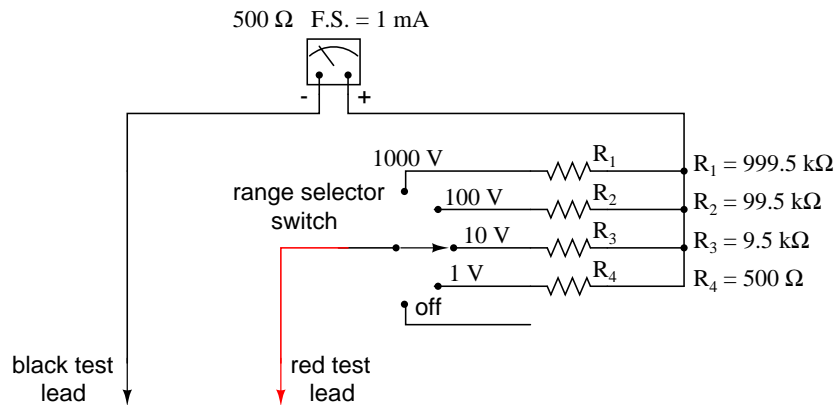 500 Ω F.S. = 1 mA
- +
1000 V R1 R1 = 999.5 kΩ
range selector
switch
100 V R2 R2 = 99.5 kΩ
10 V R3 R3 = 9.5 kΩ
1 V R4 R4 = 500 Ω
off
black test
lead
red test
lead